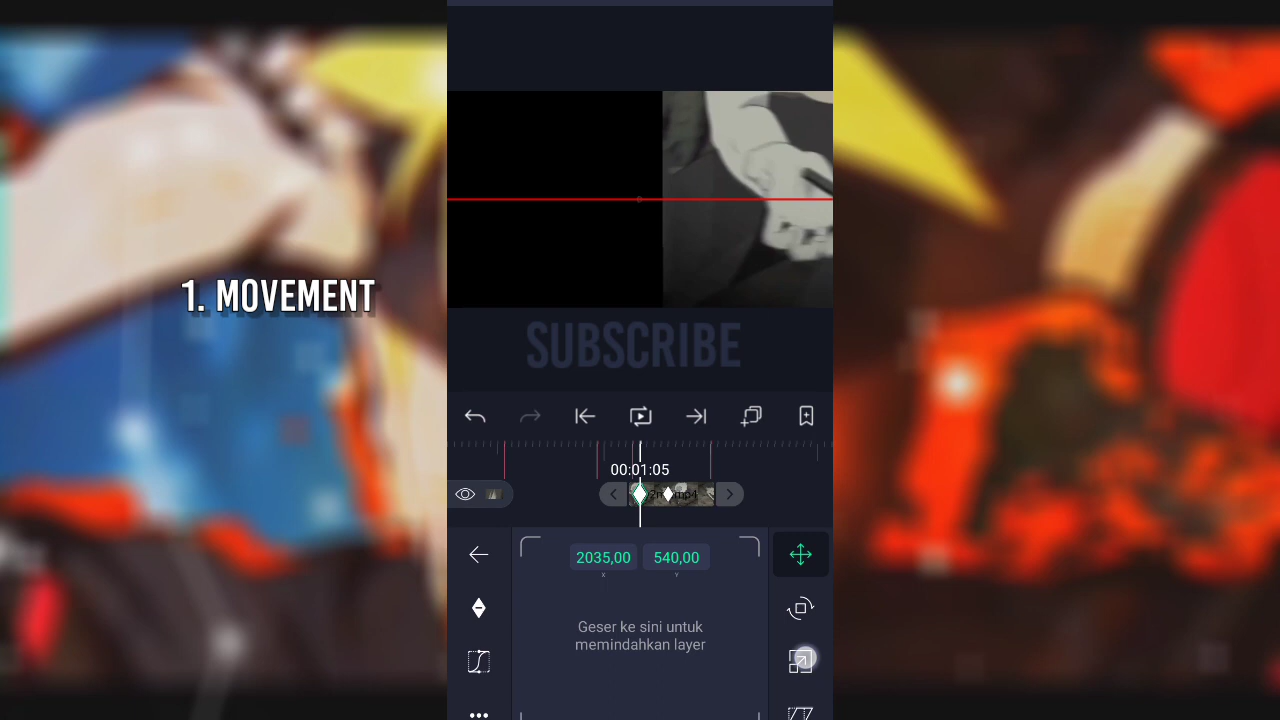 1. MOVEMENT
SUBSCRIBE
00:01:05
2035,00 540,00
X Y
Geser ke sini untuk
memindahkan layer